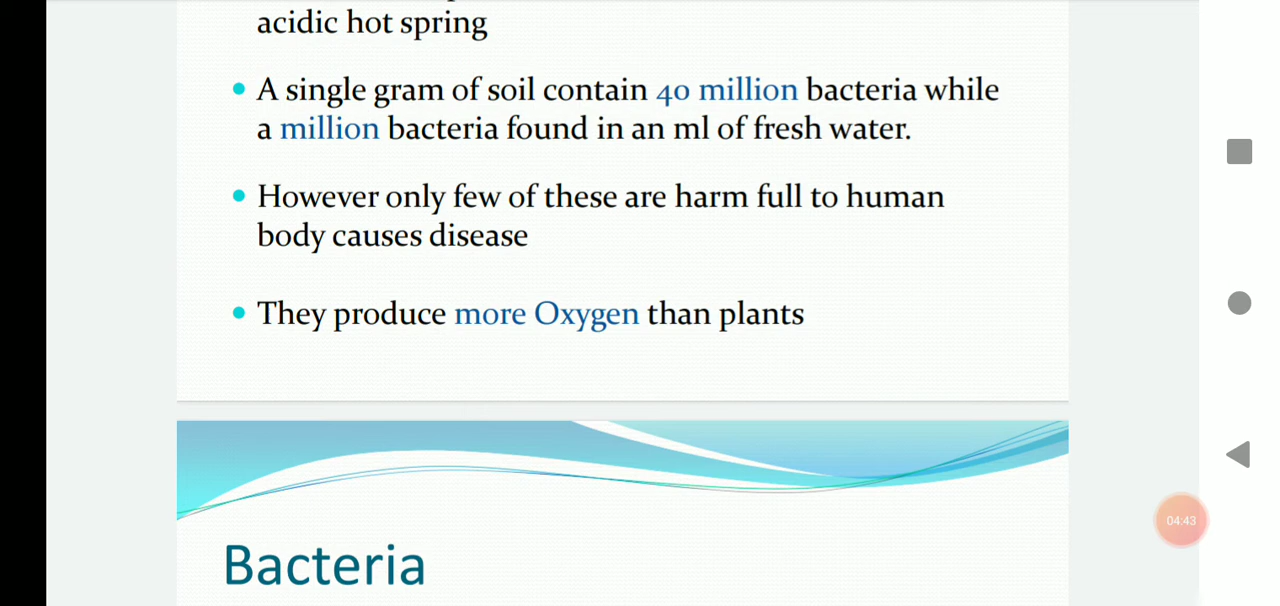 acidic hot spring
A single gram of soil contain 40 million bacteria while
a million bacteria found in an ml of fresh water.
However only few of these are harm full to human
body causes disease
They produce more Oxygen than plants
04:43
Bacteria